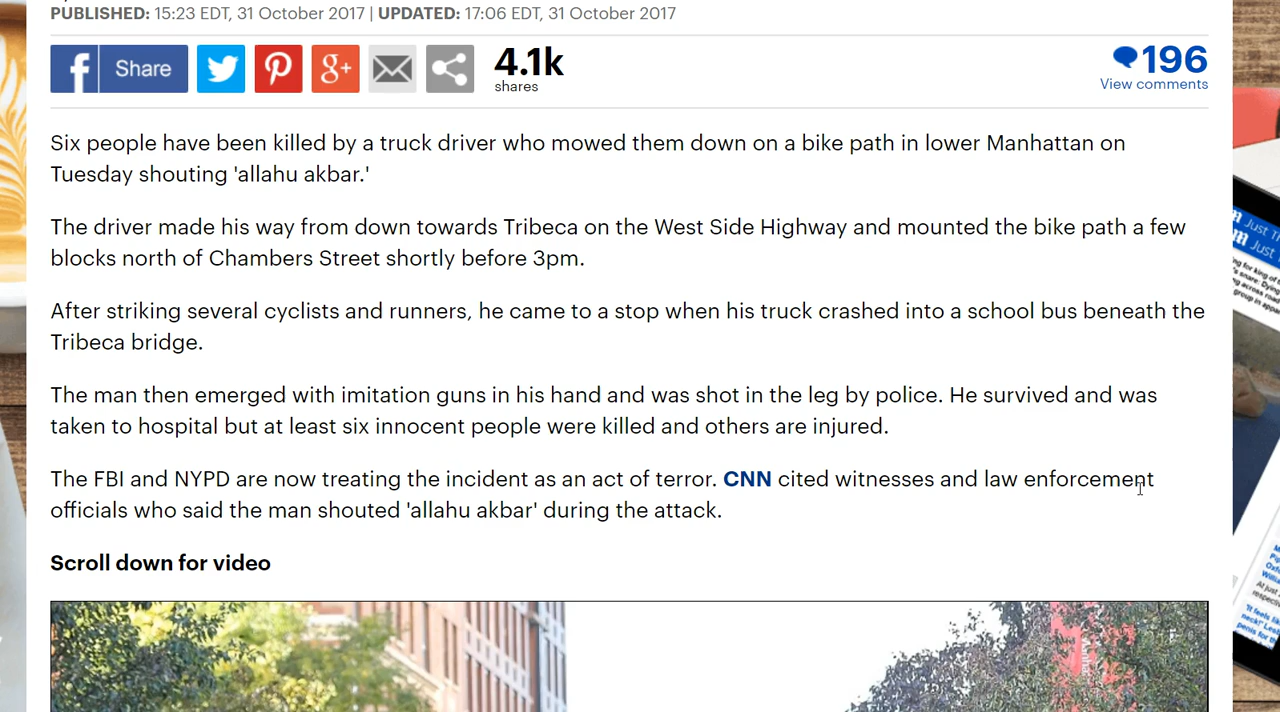 PUBLISHED: 15:23 EDT, 31 October 2017 | UPDATED: 17:06 EDT, 31 October 2017
f Share
g+
4.1k
shares
196
View comments
Six people have been killed by a truck driver who mowed them down on a bike path in lower Manhattan on
Tuesday shouting 'allahu akbar.'
The driver made his way from down towards Tribeca on the West Side Highway and mounted the bike path a few
blocks north of Chambers Street shortly before 3pm.
After striking several cyclists and runners, he came to a stop when his truck crashed into a school bus beneath the
Tribeca bridge.
The man then emerged with imitation guns in his hand and was shot in the leg by police. He survived and was
taken to hospital but at least six innocent people were killed and others are injured.
The FBI and NYPD are now treating the incident as an act of terror. CNN cited witnesses and law enforcement
officials who said the man shouted 'allahu akbar' during the attack.
Scroll down for video